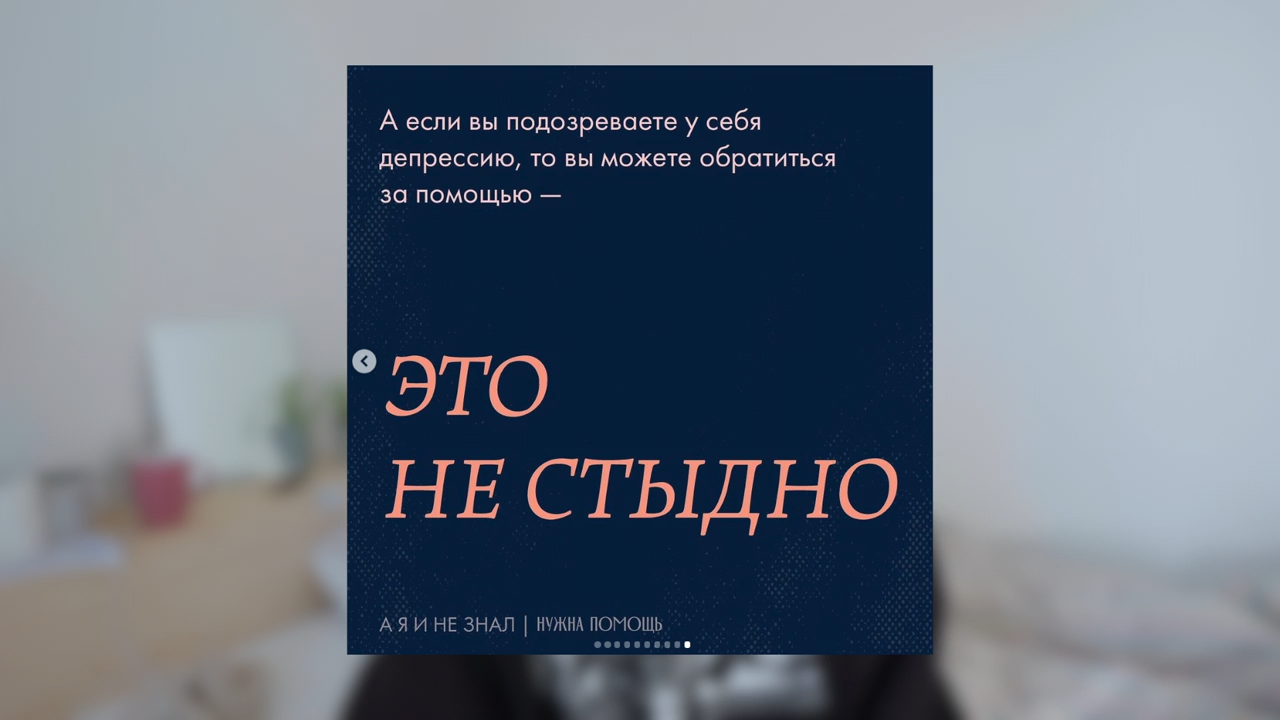 А если вы подозреваете у себя
депрессию, то вы можете обратиться
за помощью —
ЭТО
НЕ СТЫДНО
А Я И НЕ ЗНАЛ | НУЖНА ПОМОЩЬ